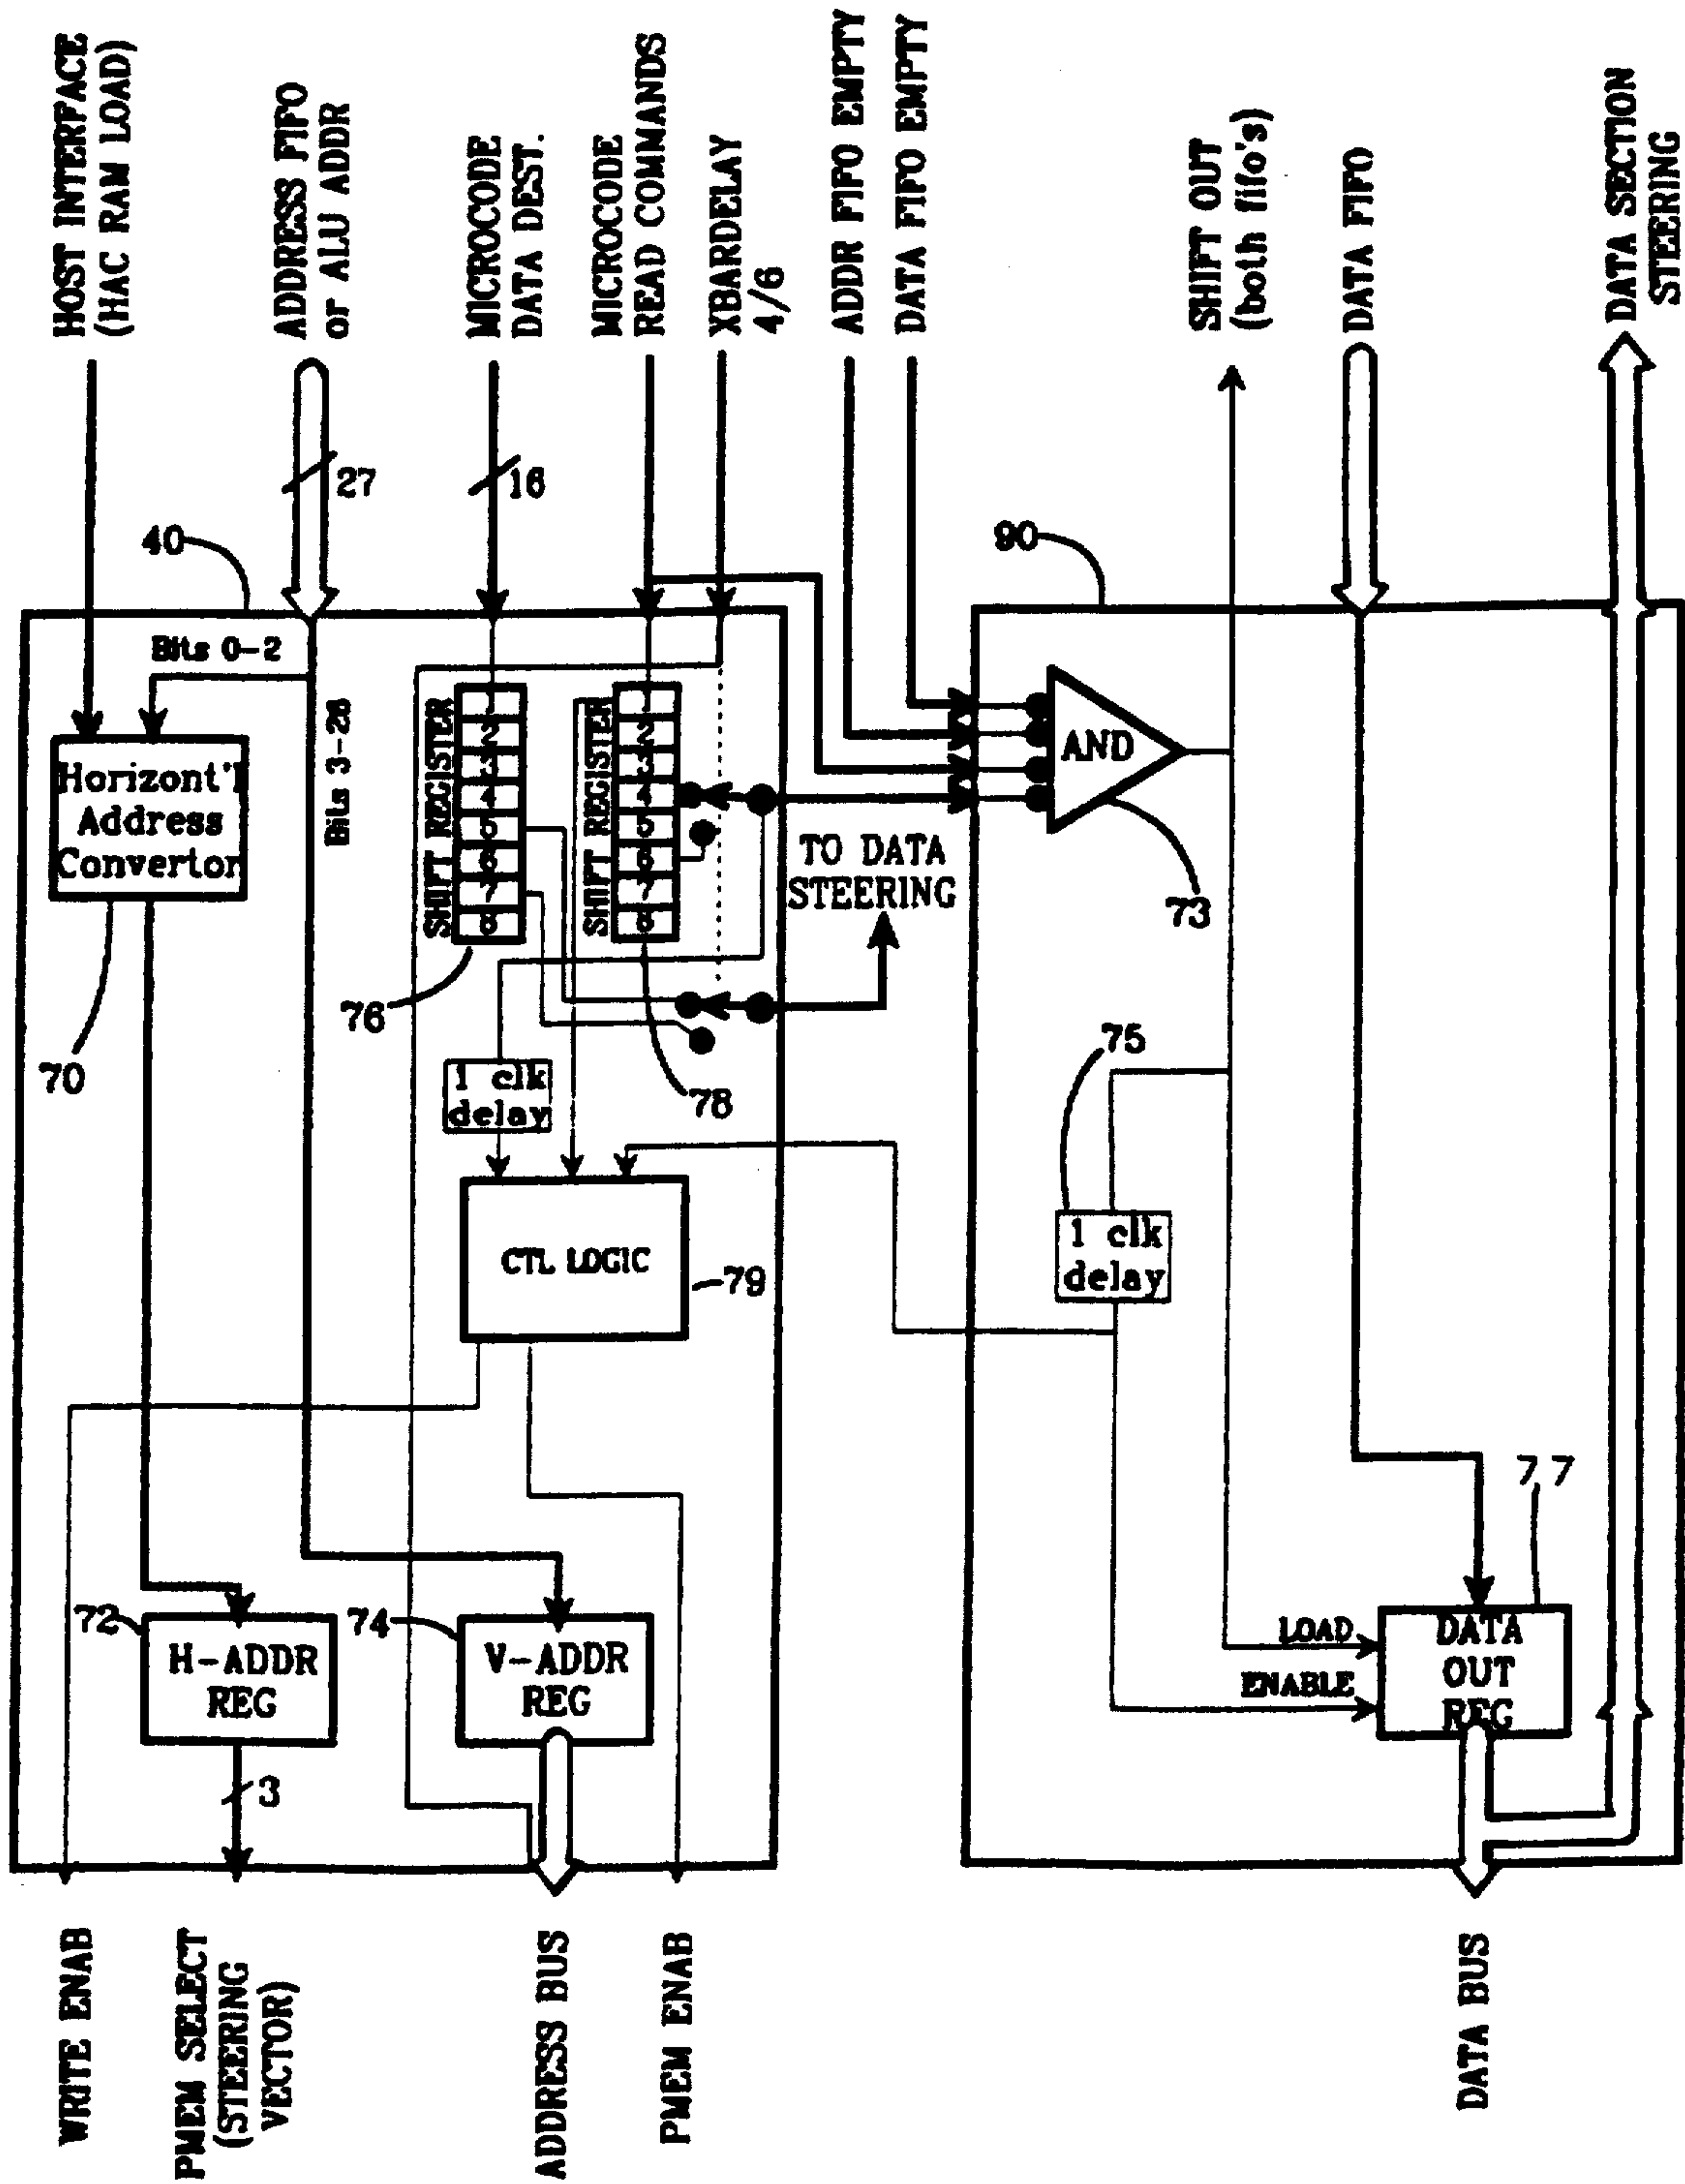 HOST INTERFACE
(HAC RAM LOAD)
ADDRESS FIFO
or ALU ADDR
MICROCODE
DATA DEST.
MICROCODE
READ COMMANDS
XBARDELAY
4/6
ADDR FIFO EMPTY
DATA FIFO EMPTY
SHIFT OUT
(both fifo's)
DATA FIFO
DATA SECTION
STEERING
27
16
40
90
Bits 0-2
Bits 3-26
Horizont'l
Address
Convertor
70
SHIFT REGISTER
1
2
3
4
5
6
7
8
76
SHIFT REGISTER
1
2
3
4
5
6
7
8
78
AND
73
TO DATA
STEERING
1 clk
delay
75
1 clk
delay
CTL LOGIC
79
77
72
H-ADDR
REG
74
V-ADDR
REG
LOAD
ENABLE
DATA
OUT
REG
3
WRITE ENAB
PMEM SELECT
(STEERING
VECTOR)
ADDRESS BUS
PMEM ENAB
DATA BUS